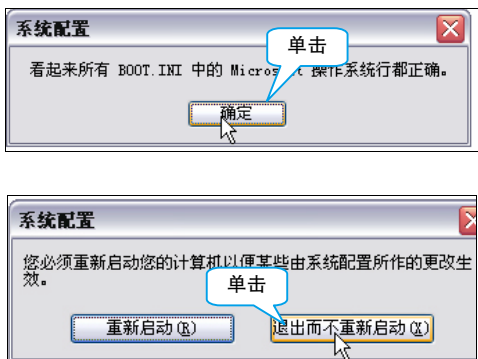 系统配置
单击
看起来所有 BOOT.INI 中的 Micros t 操作系统行都正确。
确定
系统配置
您必须重新启动您的计算机以便某些由系统配置所作的更改生
效。
单击
重新启动(R)
退出而不重新启动(X)